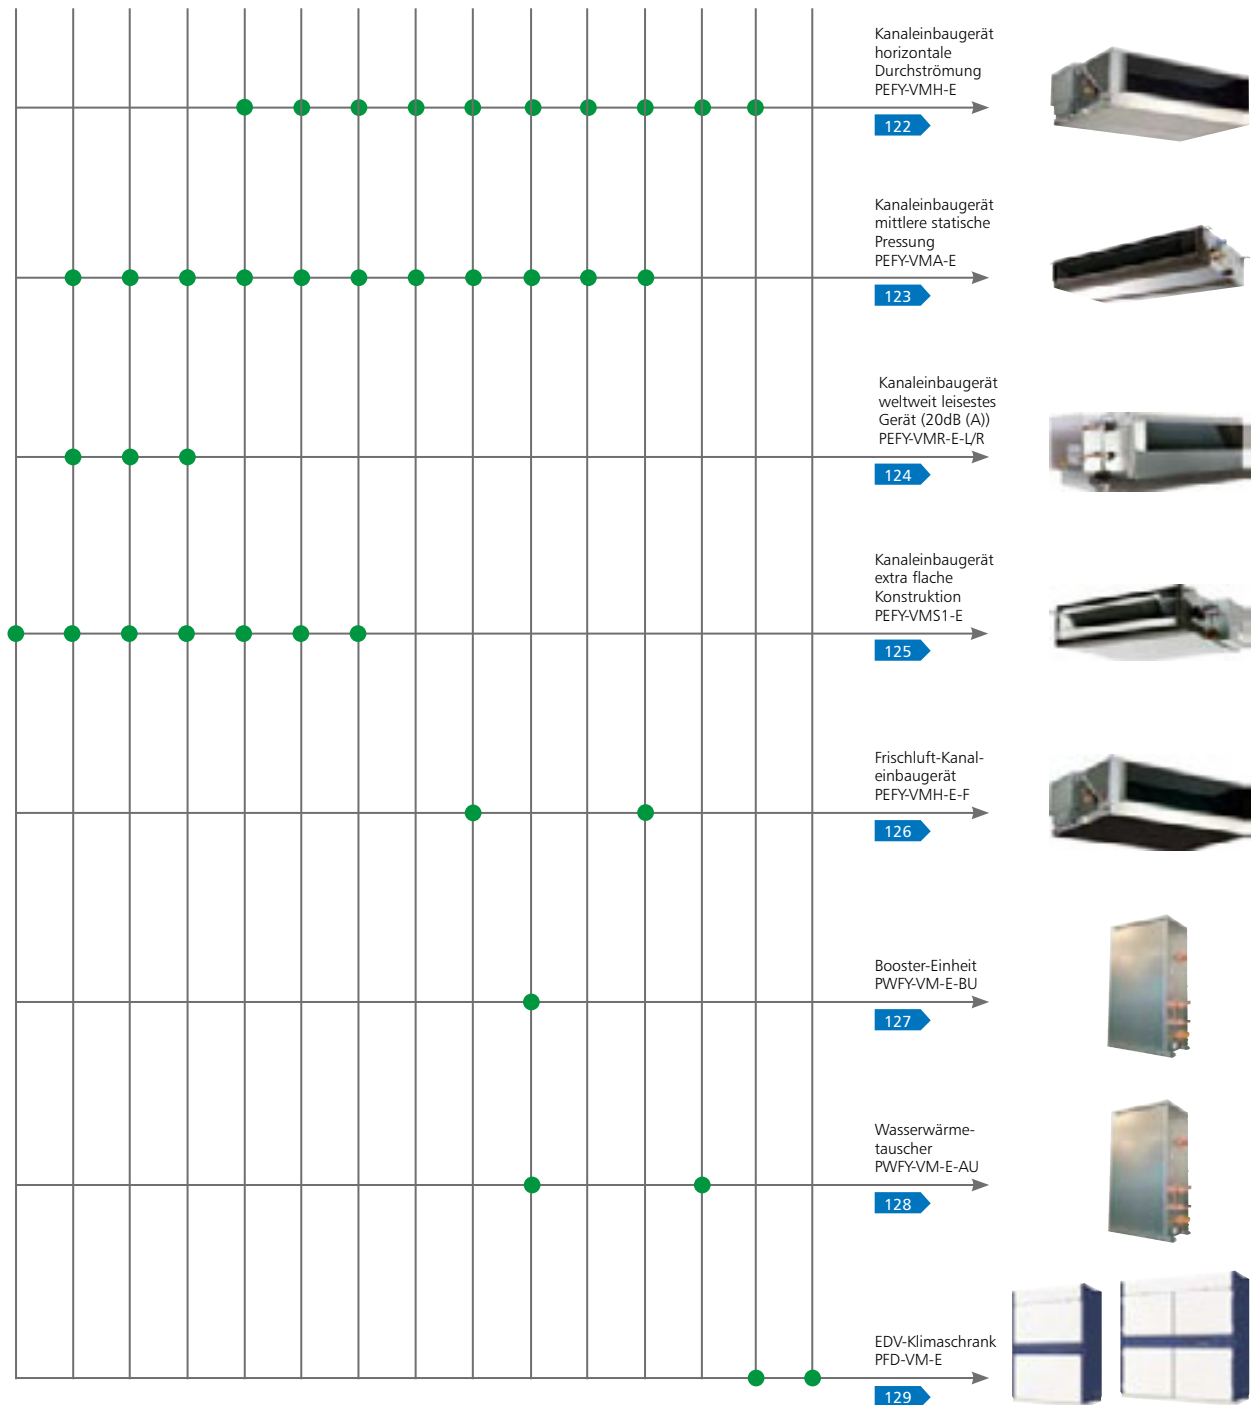 Kanaleinbaugerät
horizontale
Durchströmung
PEFY-VMH-E
122
Kanaleinbaugerät
mittlere statische
Pressung
PEFY-VMA-E
123
Kanaleinbaugerät
weltweit leisestes
Gerät (20dB (A))
PEFY-VMR-E-L/R
124
Kanaleinbaugerät
extra flache
Konstruktion
PEFY-VMS1-E
125
Frischluft-Kanal-
einbaugerät
PEFY-VMH-E-F
126
Booster-Einheit
PWFY-VM-E-BU
127
Wasserwärme-
tauscher
PWFY-VM-E-AU
128
EDV-Klimaschrank
PFD-VM-E
129